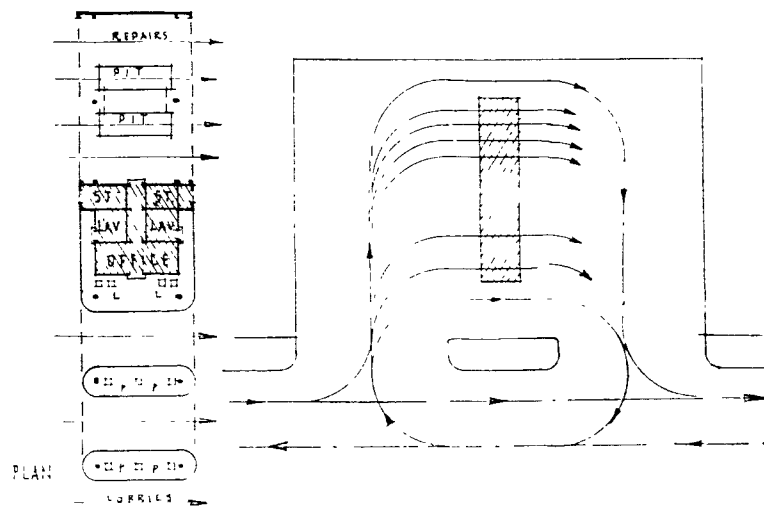 REPAIRS
PIT
PIT
ST. ST.
LAV LAV
OFFICE
L L
P P
P P
PLAN
LORRIES